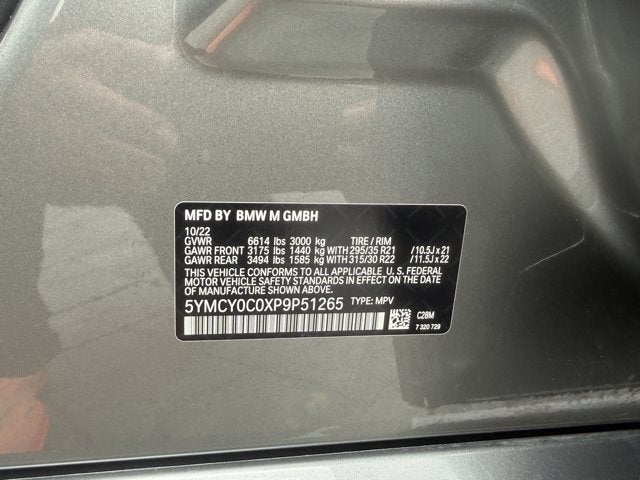 MFD BY BMW M GMBH
10/22
GVWR 6614 lbs 3000 kg TIRE / RIM
GAWR FRONT 3175 lbs 1440 kg WITH 295/35 R21 /10.5J x 21
GAWR REAR 3494 lbs 1585 kg WITH 315/30 R22 /11.5J x 22
THIS VEHICLE CONFORMS TO ALL APPLICABLE U. S. FEDERAL
MOTOR VEHICLE SAFETY STANDARDS IN EFFECT ON THE DATE
OF MANUFACTURE SHOWN ABOVE.
5YMCY0C0XP9P51265 TYPE: MPV
C28M
7 320 729